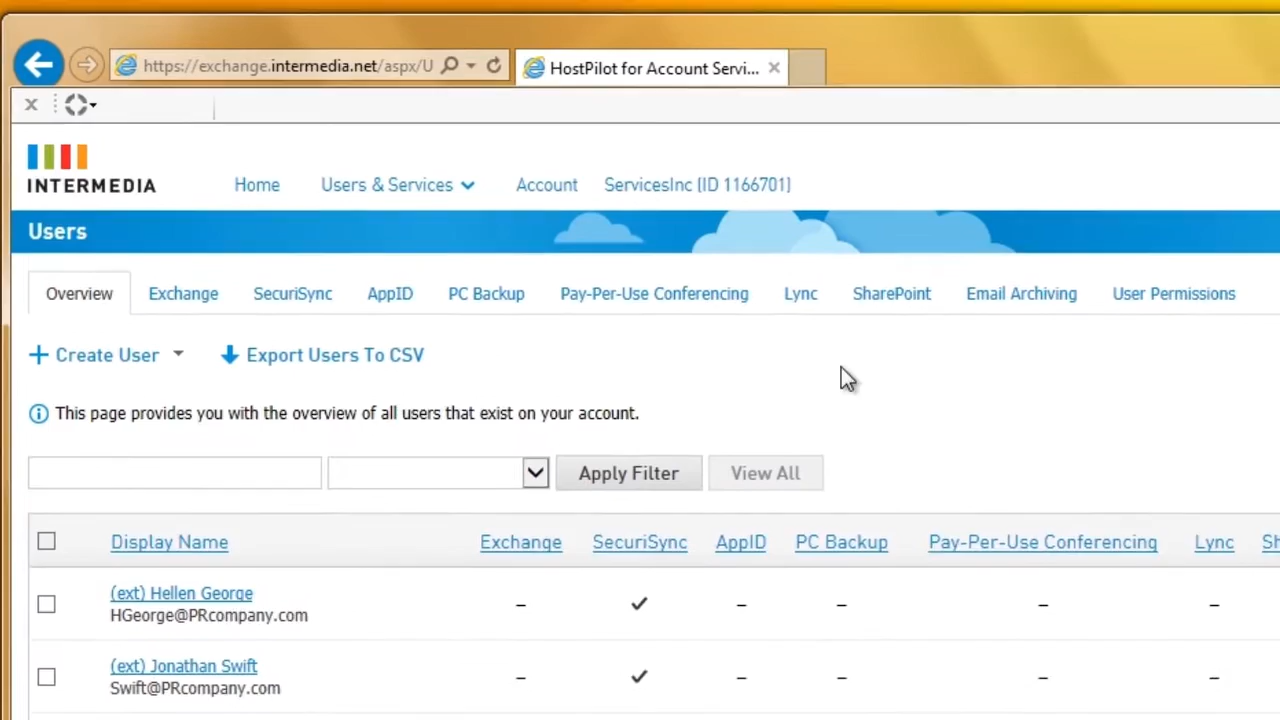 https://exchange.intermedia.net/aspx/U
HostPilot for Account Servi...
INTERMEDIA
Home
Users & Services
Account
ServicesInc (ID 1166701)
Users
Overview
Exchange
SecuriSync
AppID
PC Backup
Pay-Per-Use Conferencing
Lync
SharePoint
Email Archiving
User Permissions
Create User
Export Users To CSV
This page provides you with the overview of all users that exist on your account.
Apply Filter
View All
Display Name
Exchange
SecuriSync
AppID
PC Backup
Pay-Per-Use Conferencing
Lync
Sh
(ext) Hellen George
HGeorge@PRcompany.com
(ext) Jonathan Swift
Swift@PRcompany.com